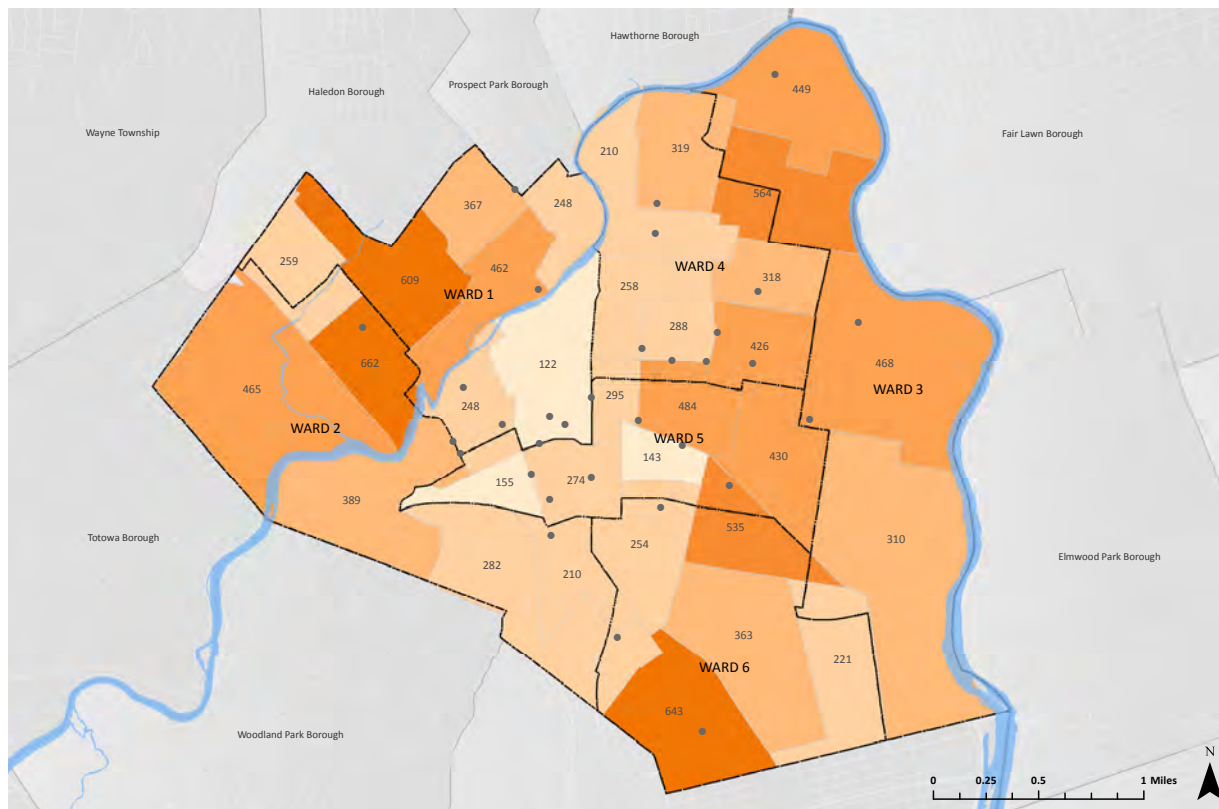 Hawthorne Borough
Prospect Park Borough
Haledon Borough
449
Wayne Township
Fair Lawn Borough
210
319
564
367
248
259
462
WARD 4
318
609
WARD 1
258
288
426
122
662
468
465
WARD 3
295
248
484
WARD 2
WARD 5
143
430
274
155
389
535
Totowa Borough
254
310
Elmwood Park Borough
282
210
363
221
WARD 6
643
Woodland Park Borough
N
0 0.25 0.5 1 Miles